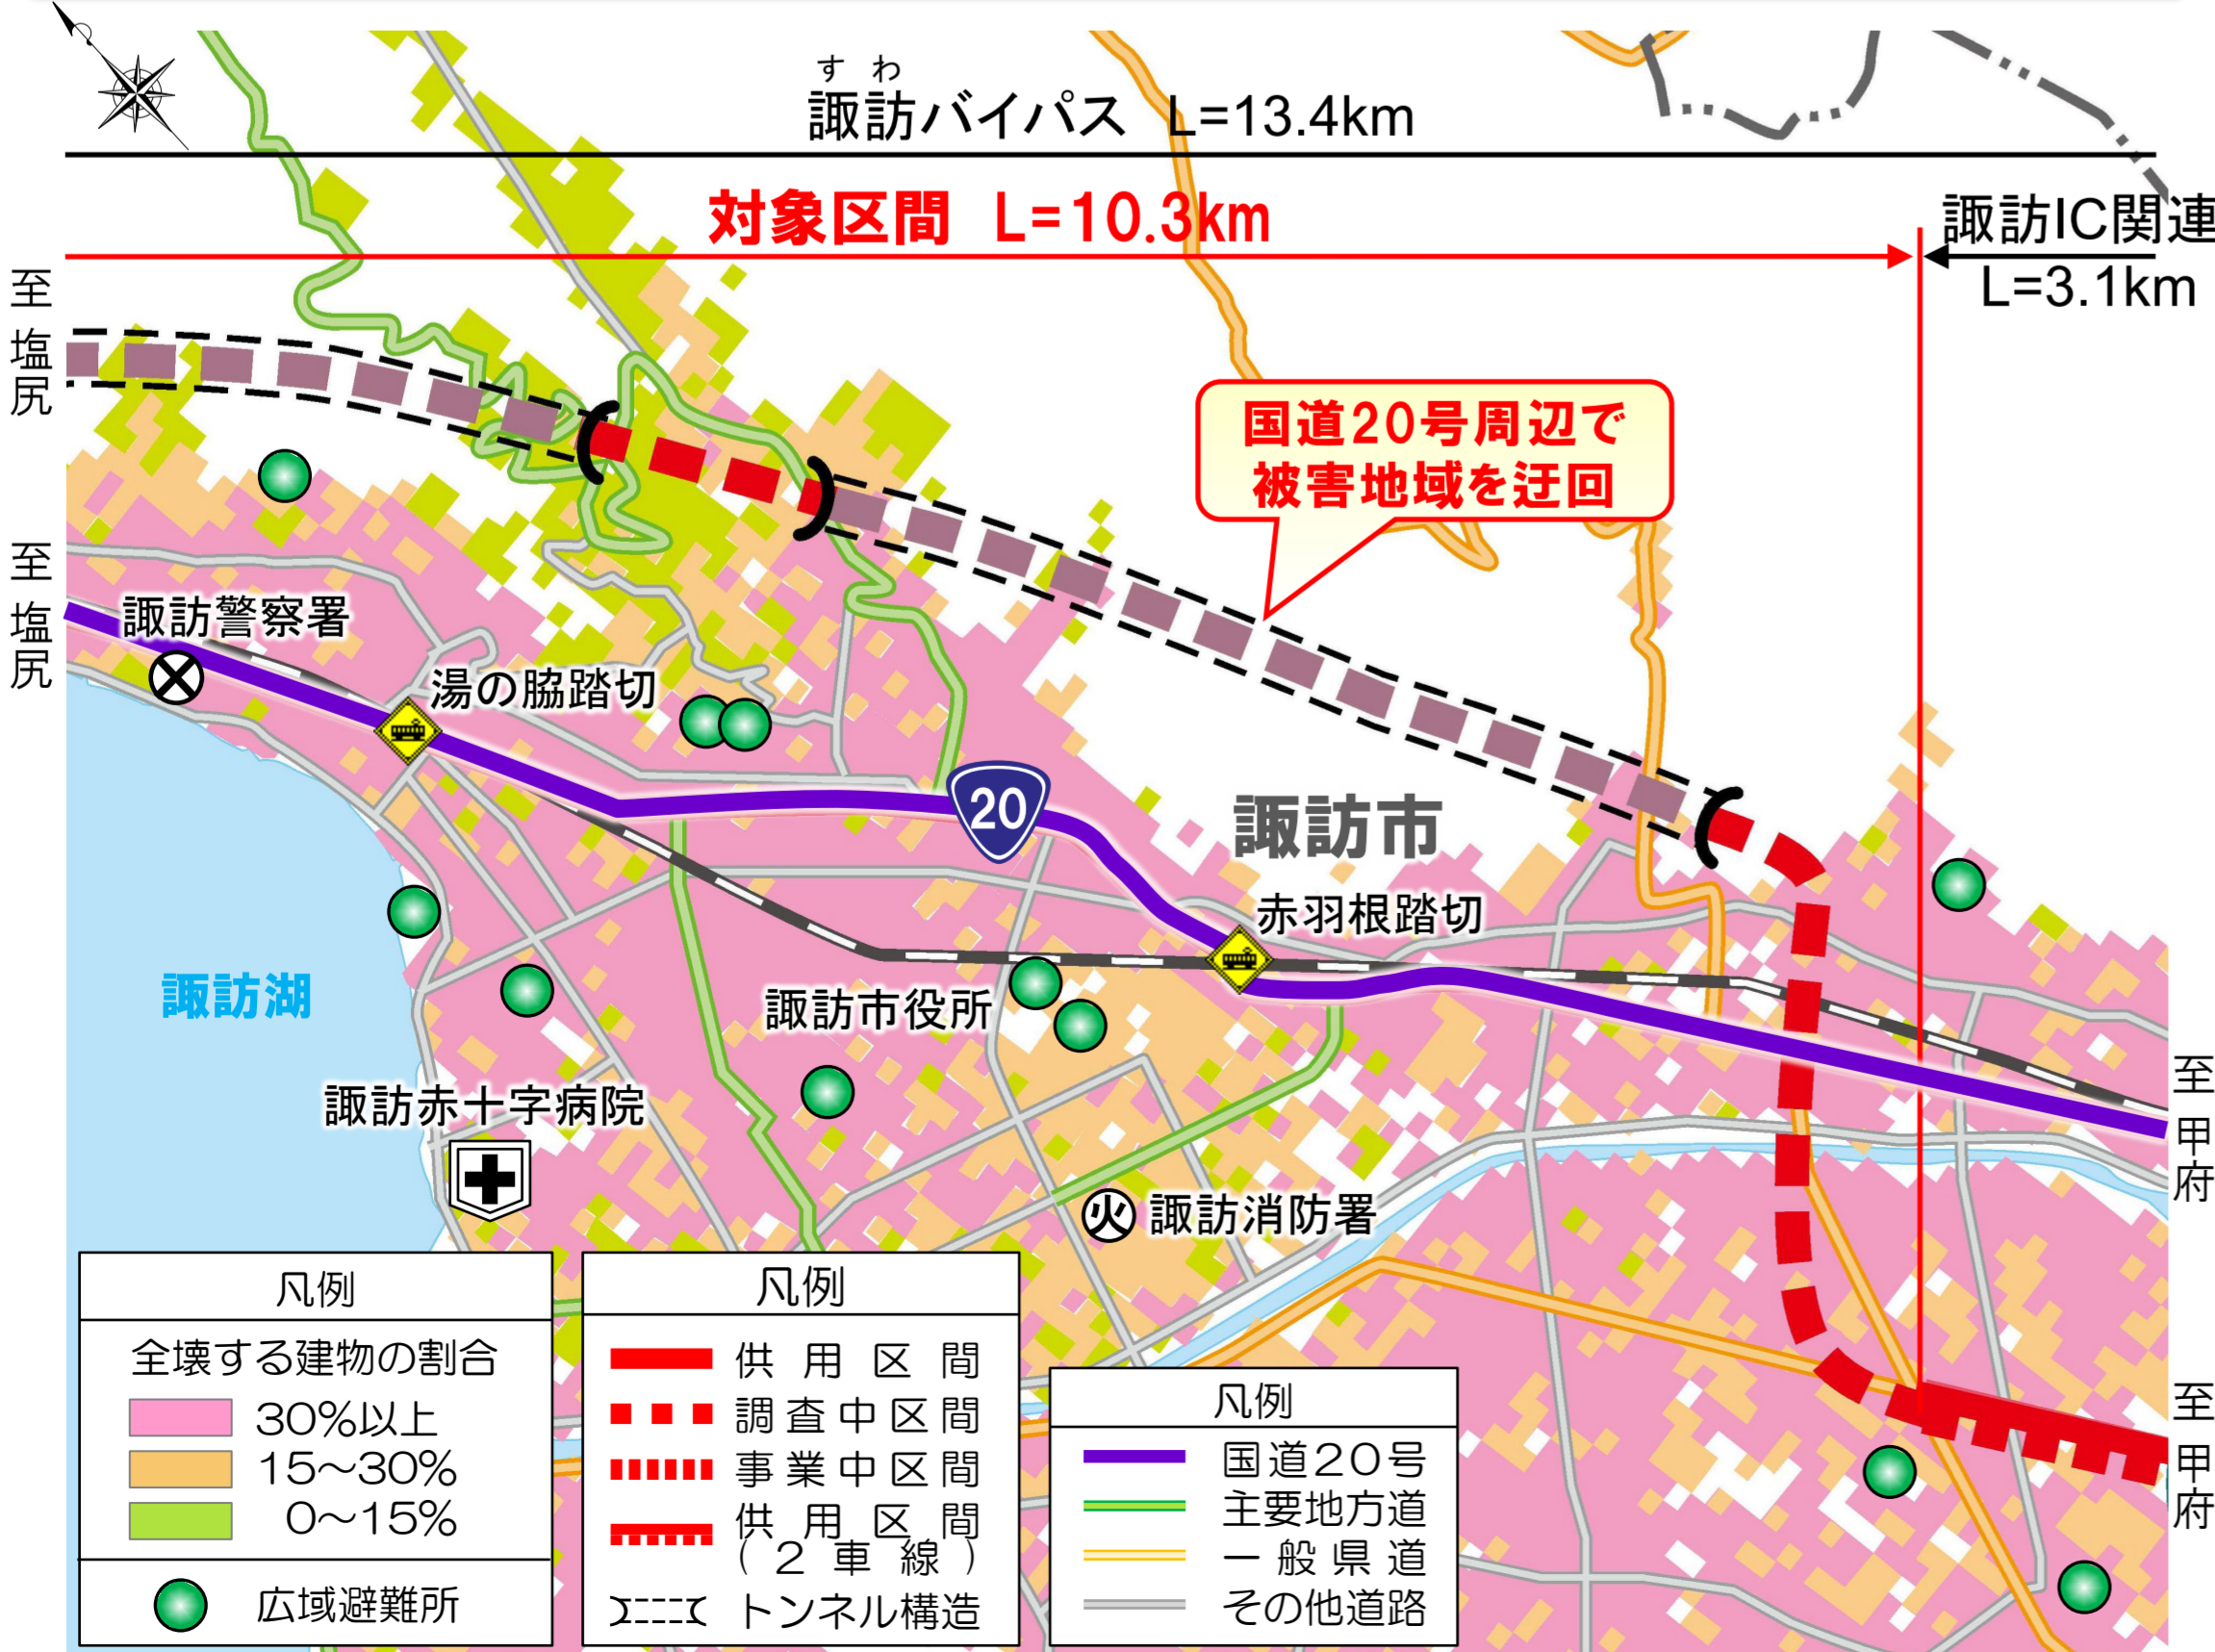 すわ
諏訪バイパス L=13.4km
対象区間 L=10.3km
諏訪IC関連
L=3.1km
至塩尻
国道20号周辺で
被害地域を迂回
至塩尻
諏訪警察署
湯の脇踏切
20
諏訪市
赤羽根踏切
諏訪湖
諏訪市役所
至甲府
諏訪赤十字病院
火 諏訪消防署
至甲府
凡例
全壊する建物の割合
30%以上
15～30%
0～15%
広域避難所
凡例
供用区間
調査中区間
事業中区間
供用区間
(2車線)
トンネル構造
凡例
国道20号
主要地方道
一般県道
その他道路